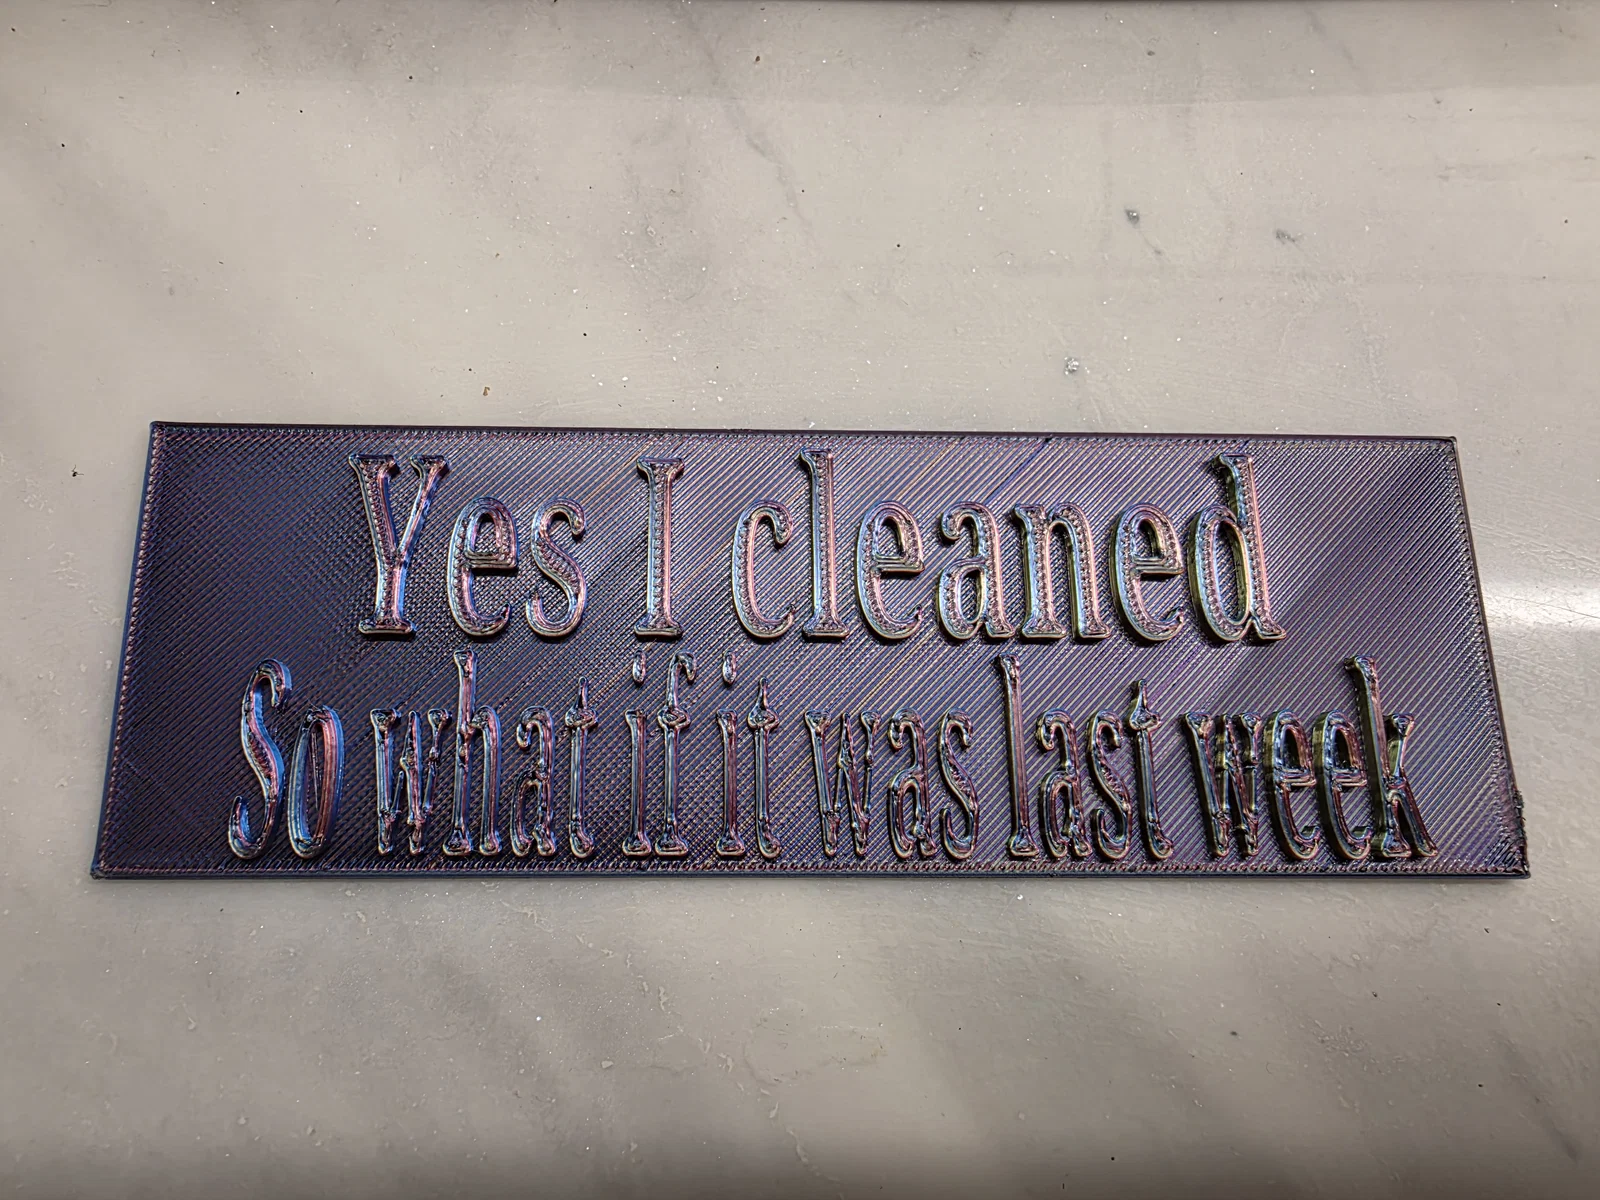 Yes I cleaned
So what if it was last week